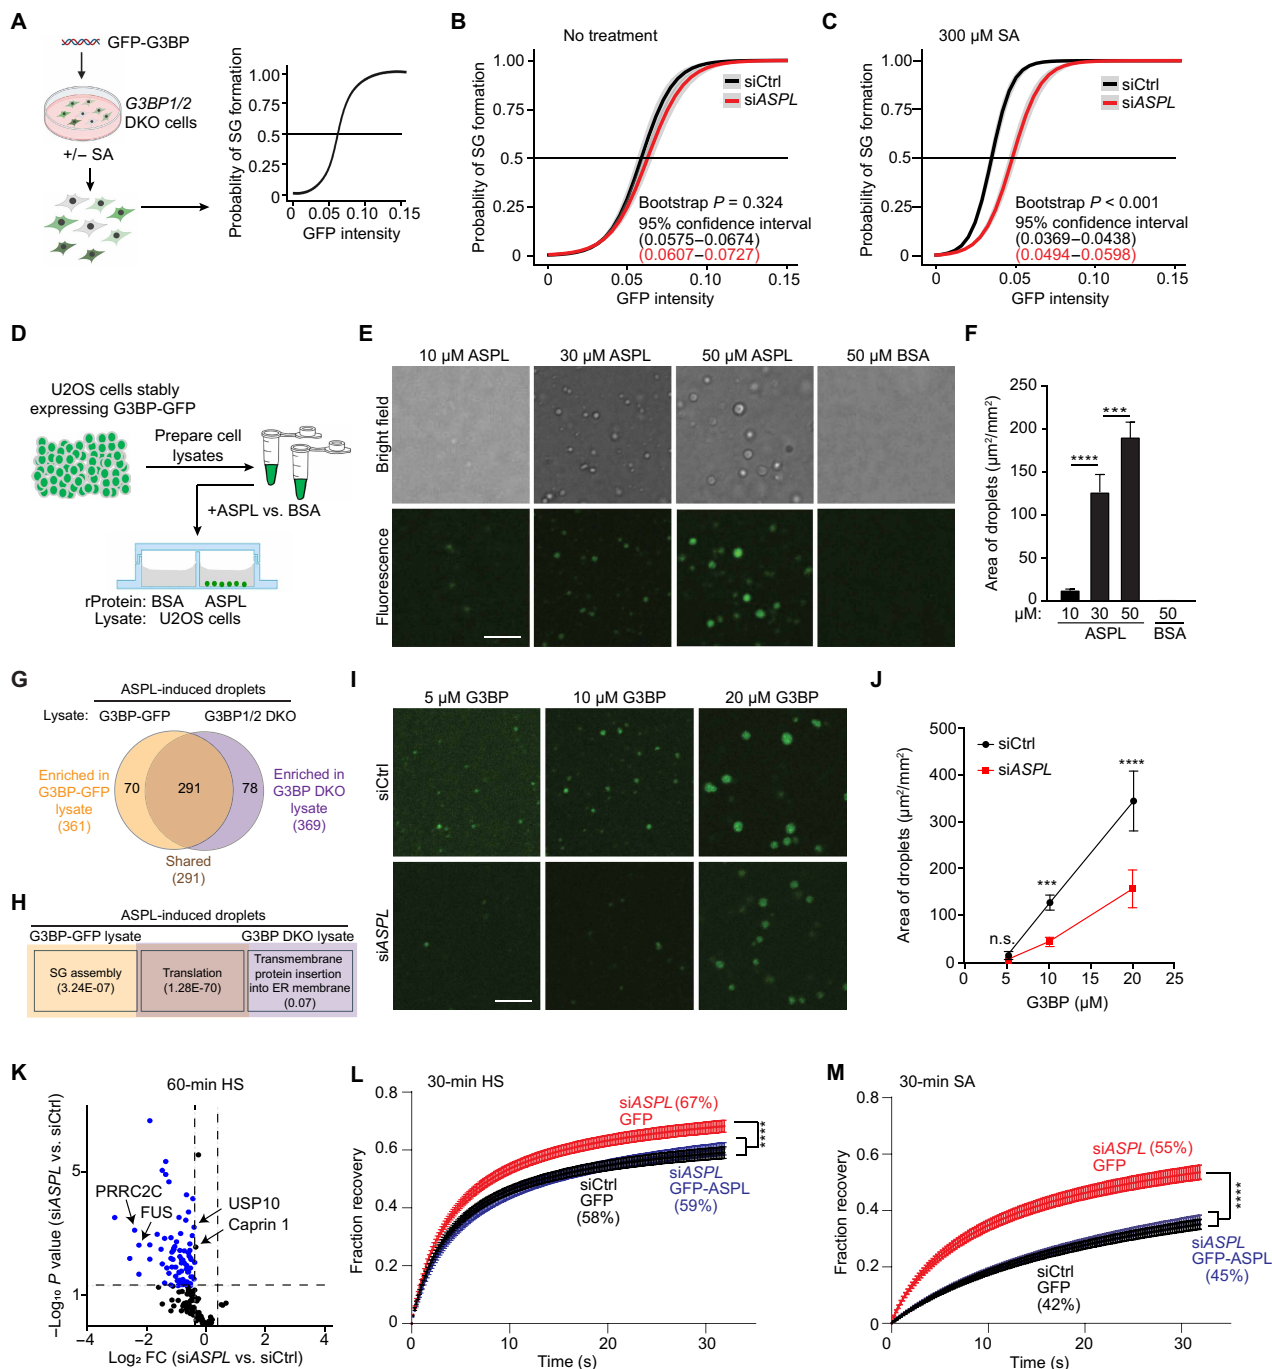 A
GFP-G3BP
G3BP1/2
DKO cells
+/− SA
Probablity of SG formation
1.00
0.75
0.5
0.25
0
0
0.05
0.10
0.15
GFP intensity
B
No treatment
Probablity of SG formation
1.00
0.75
0.5
0.25
0
siCtrl
siASPL
Bootstrap P = 0.324
95% confidence interval
(0.0575–0.0674)
(0.0607–0.0727)
0
0.05
0.10
0.15
GFP intensity
C
300 µM SA
Probablity of SG formation
1.00
0.75
0.5
0.25
0
siCtrl
siASPL
Bootstrap P < 0.001
95% confidence interval
(0.0369–0.0438)
(0.0494–0.0598)
0
0.05
0.10
0.15
GFP intensity
D
U2OS cells stably
expressing G3BP-GFP
Prepare cell
lysates
+ASPL vs. BSA
rProtein: BSA ASPL
Lysate: U2OS cells
E
10 µM ASPL
30 µM ASPL
50 µM ASPL
50 µM BSA
Bright field
Fluorescence
F
Area of droplets (µm²/mm²)
250
200
150
100
50
0
****
***
µM: 10 30 50 50
ASPL BSA
G
ASPL-induced droplets
Lysate: G3BP-GFP G3BP1/2 DKO
70
291
78
Enriched in
G3BP-GFP
lysate
(361)
Enriched in
G3BP DKO
lysate
(369)
Shared
(291)
H
ASPL-induced droplets
G3BP-GFP lysate
G3BP DKO lysate
SG assembly
(3.24E-07)
Translation
(1.28E-70)
Transmembrane
protein insertion
into ER membrane
(0.07)
I
5 µM G3BP
10 µM G3BP
20 µM G3BP
siCtrl
siASPL
J
Area of droplets (µm²/mm²)
500
400
300
200
100
0
siCtrl
siASPL
n.s.
***
****
0
5
10
15
20
25
G3BP (µM)
K
60-min HS
−Log₁₀ P value (siASPL vs. siCtrl)
5
1
PRRC2C
FUS
USP10
Caprin 1
−4
−2
0
2
4
Log₂ FC (siASPL vs. siCtrl)
L
30-min HS
Fraction recovery
0.8
0.6
0.4
0.2
0
siASPL (67%)
GFP
****
siCtrl
GFP
(58%)
siASPL
GFP-ASPL
(59%)
0
10
20
30
Time (s)
M
30-min SA
Fraction recovery
0.8
0.6
0.4
0.2
0
siASPL (55%)
GFP
****
siCtrl
GFP
(42%)
siASPL
GFP-ASPL
(45%)
0
10
20
30
Time (s)